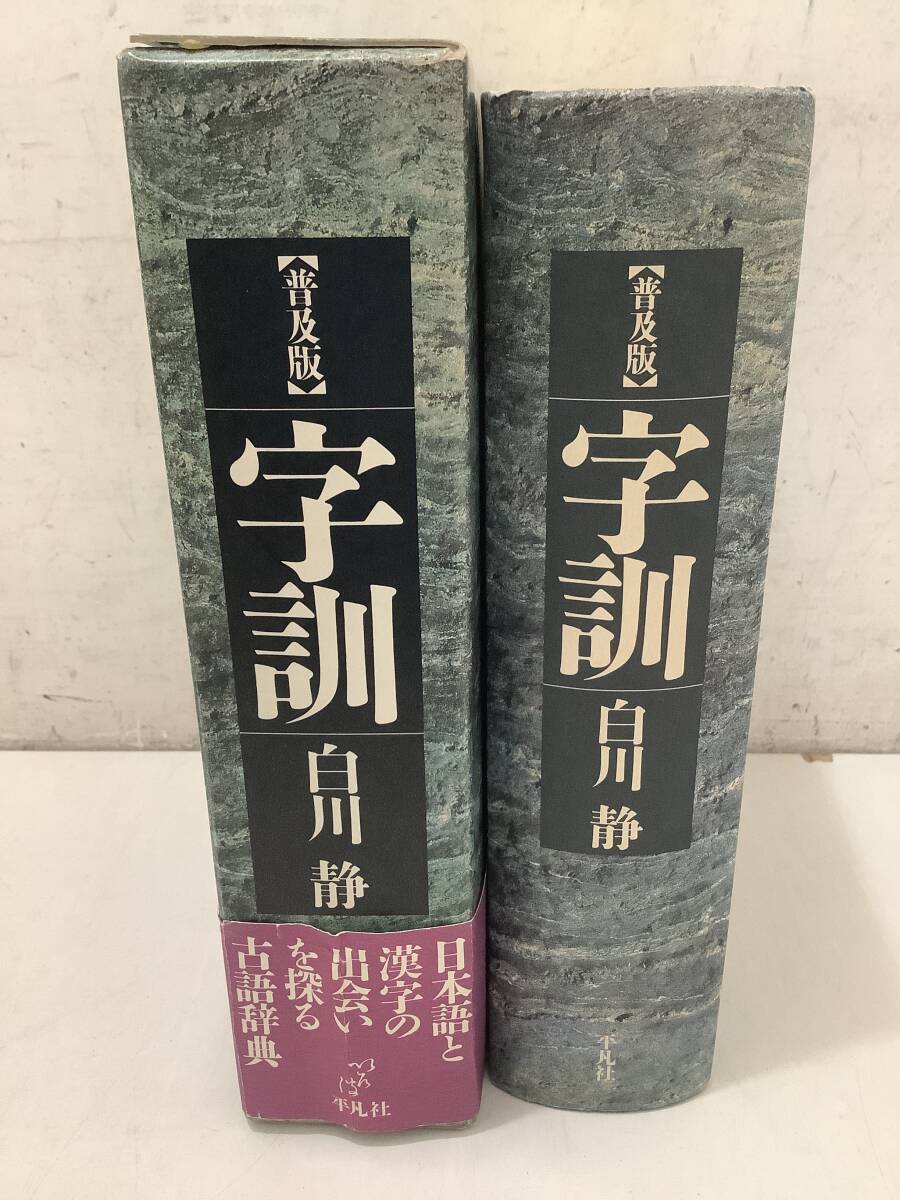 【普及版】
字訓
白川 静
日本語と
漢字の
出会い
を探る
古語辞典
平凡社
【普及版】
字訓
白川 静
平凡社